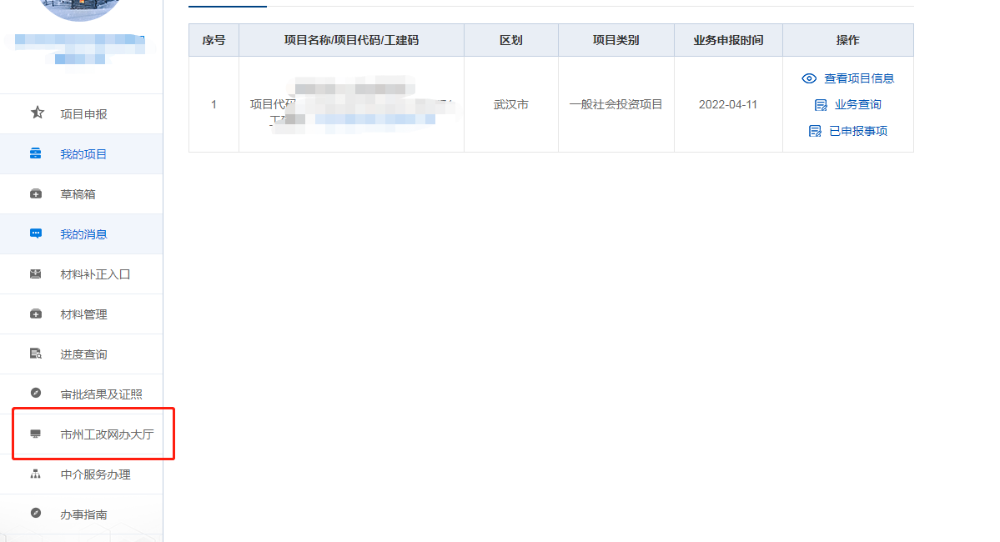 项目申报
我的项目
草稿箱
我的消息
材料补正入口
材料管理
进度查询
审批结果及证照
市州工改网办大厅
中介服务办理
办事指南
序号 项目名称/项目代码/工建码 区划 项目类别 业务申报时间 操作
1 项目代码 武汉市 一般社会投资项目 2022-04-11 查看项目信息
业务查询
已申报事项